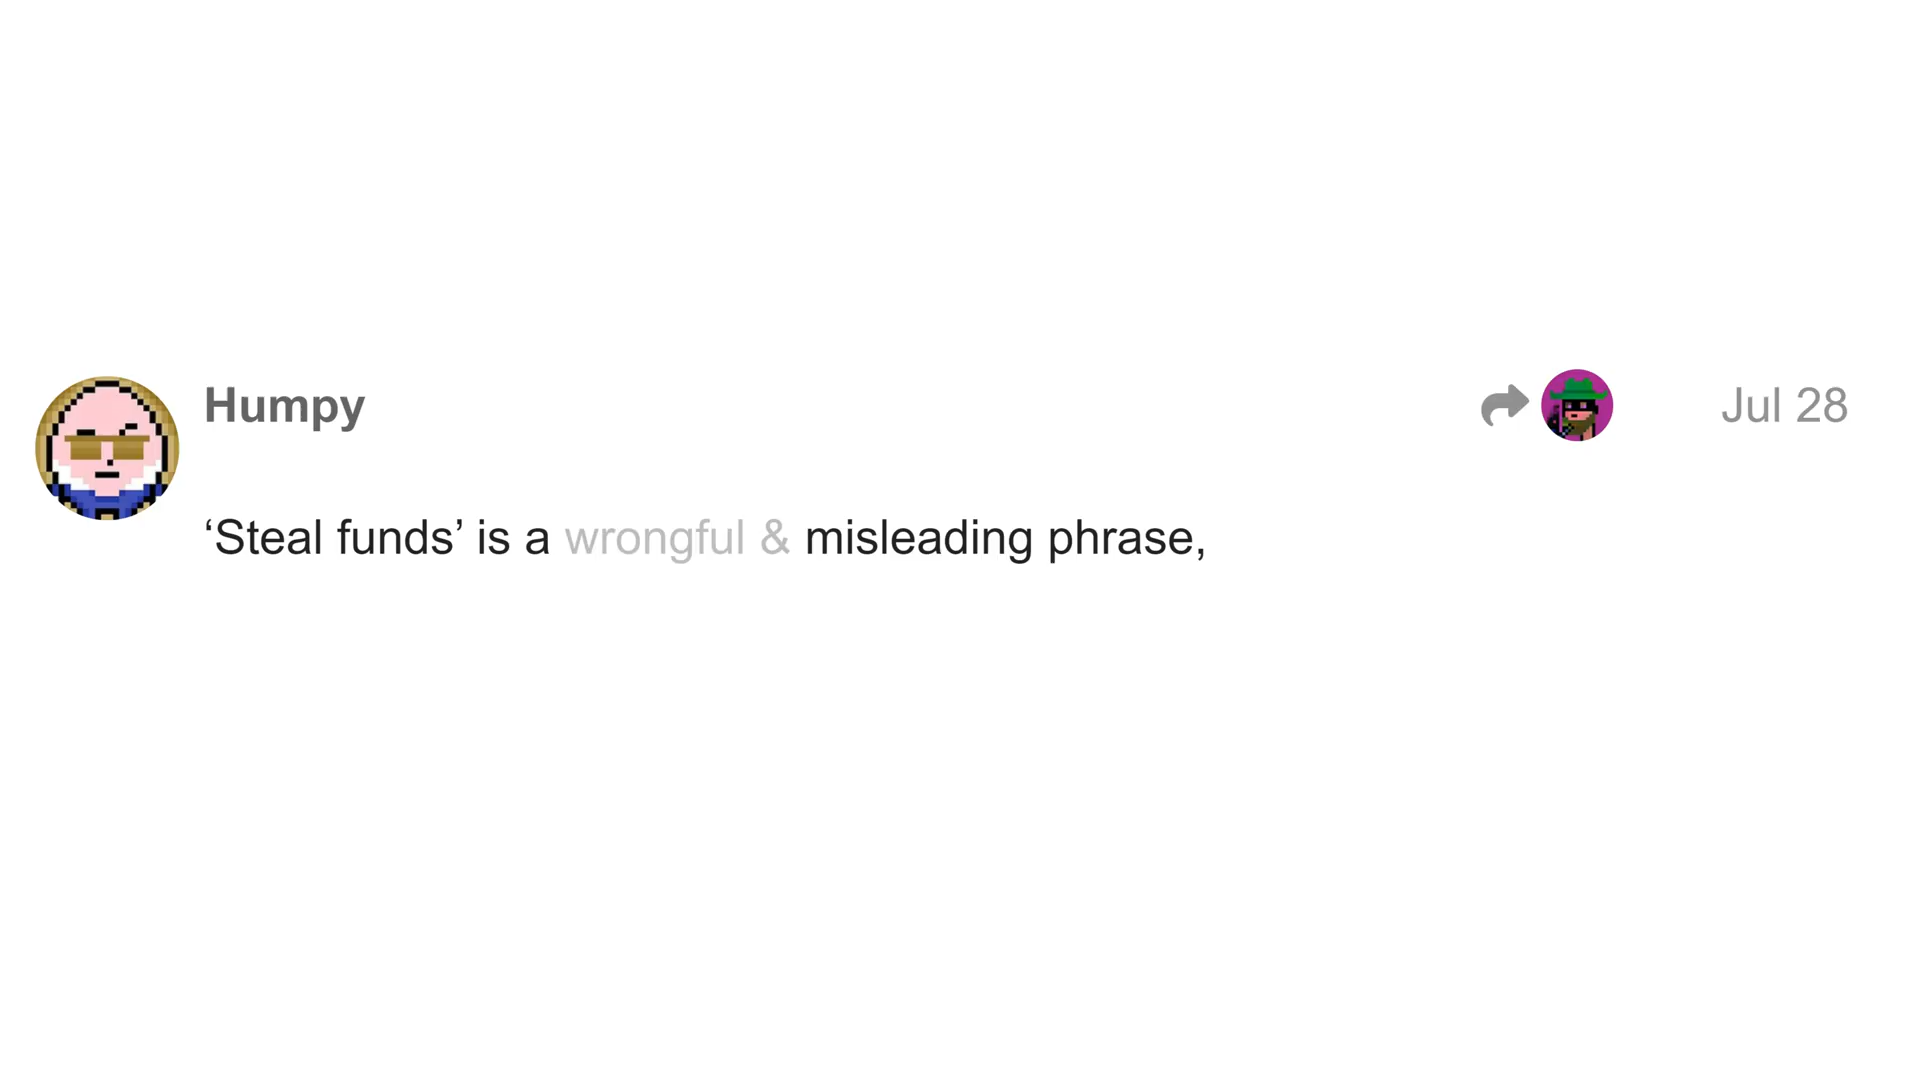 Humpy
Jul 28
‘Steal funds’ is a wrongful & misleading phrase,